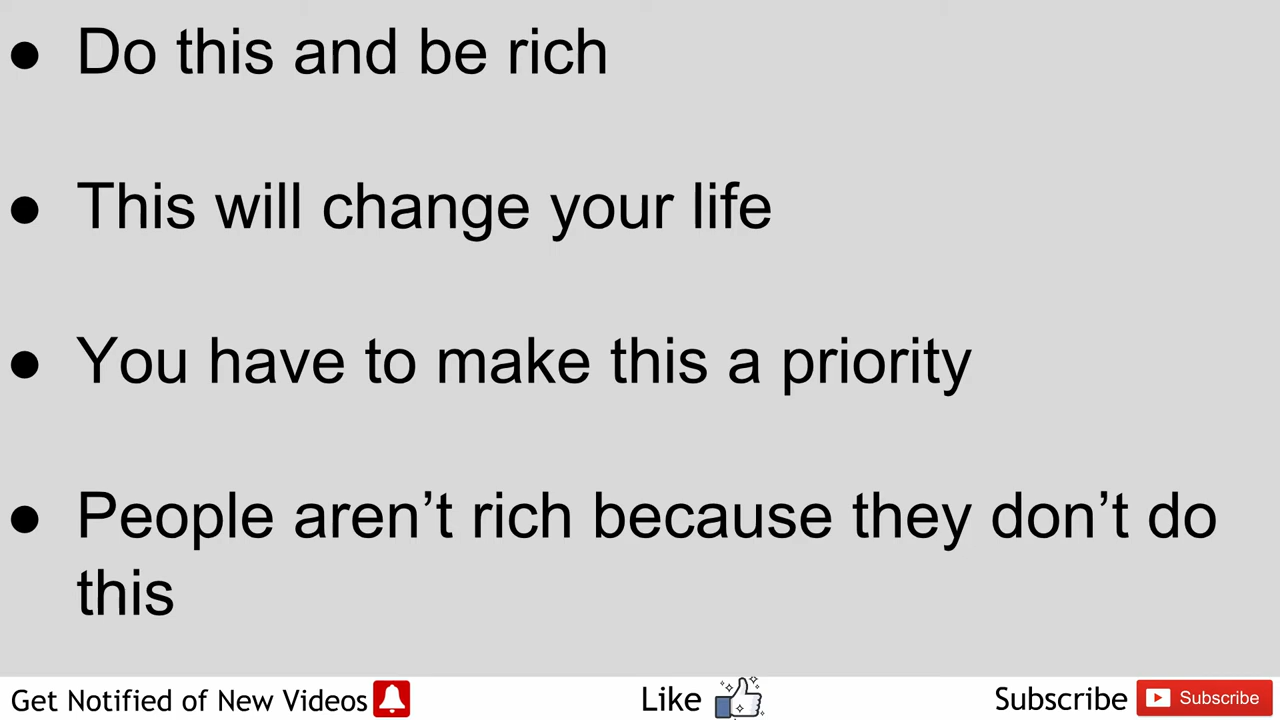 ● Do this and be rich
● This will change your life
● You have to make this a priority
● People aren’t rich because they don’t do
this
Get Notified of New Videos
Like
Subscribe
Subscribe